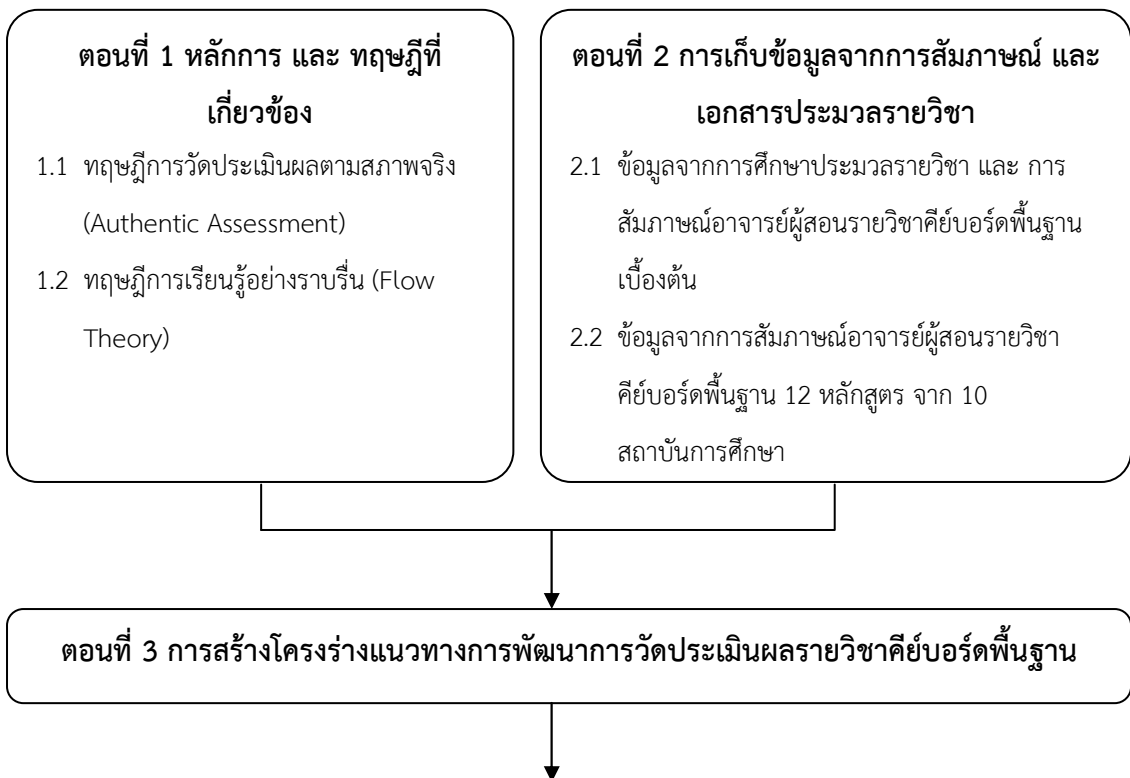 ตอนที่ 1 หลักการ และ ทฤษฎีที่
เกี่ยวข้อง
1.1 ทฤษฎีการวัดประเมินผลตามสภาพจริง
(Authentic Assessment)
1.2 ทฤษฎีการเรียนรู้อย่างราบรื่น (Flow
Theory)
ตอนที่ 2 การเก็บข้อมูลจากการสัมภาษณ์ และ
เอกสารประมวลรายวิชา
2.1 ข้อมูลจากการศึกษาประมวลรายวิชา และ การ
สัมภาษณ์อาจารย์ผู้สอนรายวิชาคีย์บอร์ดพื้นฐาน
เบื้องต้น
2.2 ข้อมูลจากการสัมภาษณ์อาจารย์ผู้สอนรายวิชา
คีย์บอร์ดพื้นฐาน 12 หลักสูตร จาก 10
สถาบันการศึกษา
ตอนที่ 3 การสร้างโครงร่างแนวทางการพัฒนาการวัดประเมินผลรายวิชาคีย์บอร์ดพื้นฐาน